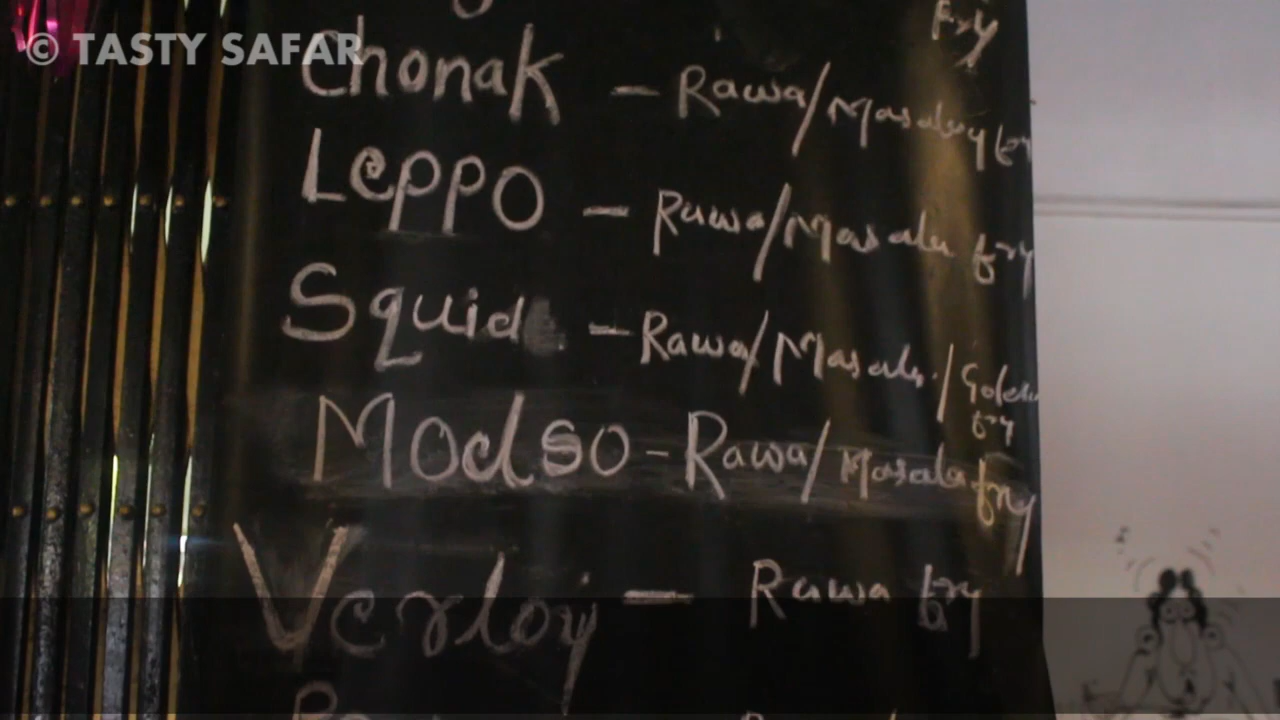 fry
© TASTY SAFAR
Chonak - Rawa/Masala fry
Leppo - Rawa/Masala fry
Squid - Rawa/Masala/Golden
fry
Modso - Rawa/Masala fry
Verloy - Rawa fry